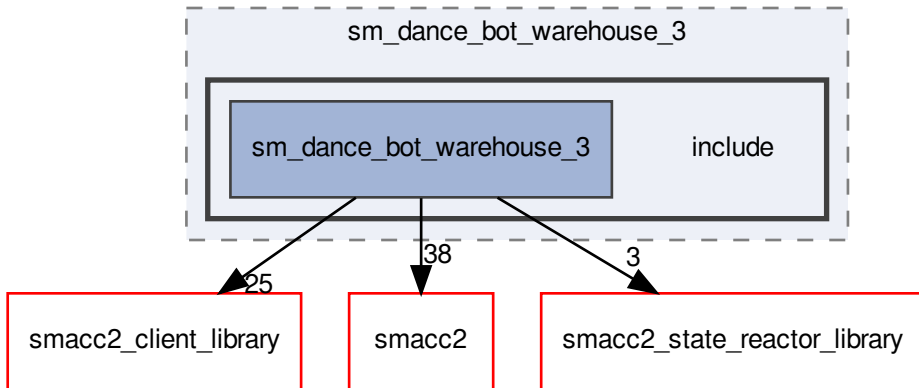 sm_dance_bot_warehouse_3
sm_dance_bot_warehouse_3
include
25
38
3
smacc2_client_library
smacc2
smacc2_state_reactor_library